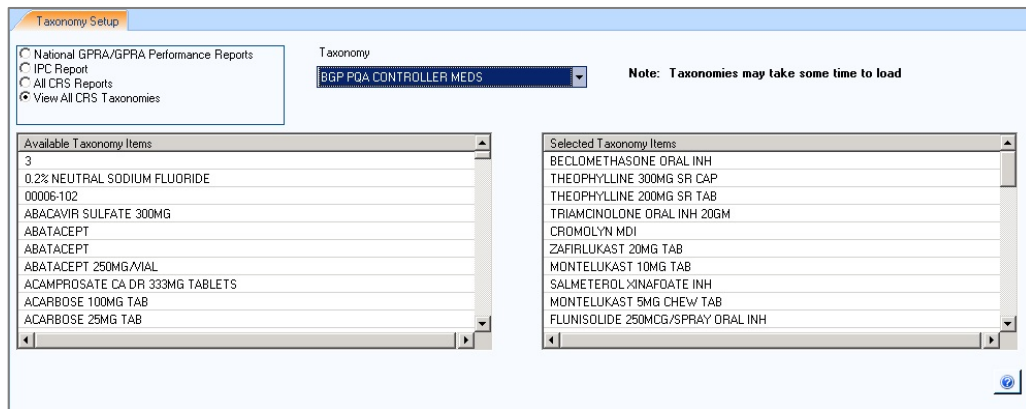 Taxonomy Setup
National GPRA/GPRA Performance Reports
IPC Report
All CRS Reports
View All CRS Taxonomies
Taxonomy
BGP PQA CONTROLLER MEDS
Note: Taxonomies may take some time to load
Available Taxonomy Items
3
0.2% NEUTRAL SODIUM FLUORIDE
00006-102
ABACAVIR SULFATE 300MG
ABATACEPT
ABATACEPT
ABATACEPT 250MG/VIAL
ACAMPROSATE CA DR 333MG TABLETS
ACARBOSE 100MG TAB
ACARBOSE 25MG TAB
Selected Taxonomy Items
BECLOMETHASONE ORAL INH
THEOPHYLLINE 300MG SR CAP
THEOPHYLLINE 200MG SR TAB
TRIAMCINOLONE ORAL INH 20GM
CROMOLYN MDI
ZAFIRLUKAST 20MG TAB
MONTELUKAST 10MG TAB
SALMETEROL XINAFOATE INH
MONTELUKAST 5MG CHEW TAB
FLUNISOLIDE 250MCG/SPRAY ORAL INH